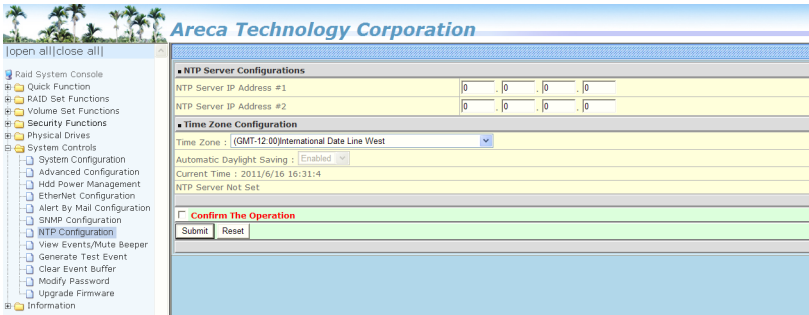 Areca Technology Corporation
|open all|close all|
Raid System Console
Quick Function
RAID Set Functions
Volume Set Functions
Security Functions
Physical Drives
System Controls
System Configuration
Advanced Configuration
Hdd Power Management
EtherNet Configuration
Alert By Mail Configuration
SNMP Configuration
NTP Configuration
View Events/Mute Beeper
Generate Test Event
Clear Event Buffer
Modify Password
Upgrade Firmware
Information
NTP Server Configurations
NTP Server IP Address #1 0 . 0 . 0 . 0
NTP Server IP Address #2 0 . 0 . 0 . 0
Time Zone Configuration
Time Zone : (GMT-12:00)International Date Line West
Automatic Daylight Saving : Enabled
Current Time : 2011/6/16 16:31:4
NTP Server Not Set
Confirm The Operation
Submit Reset